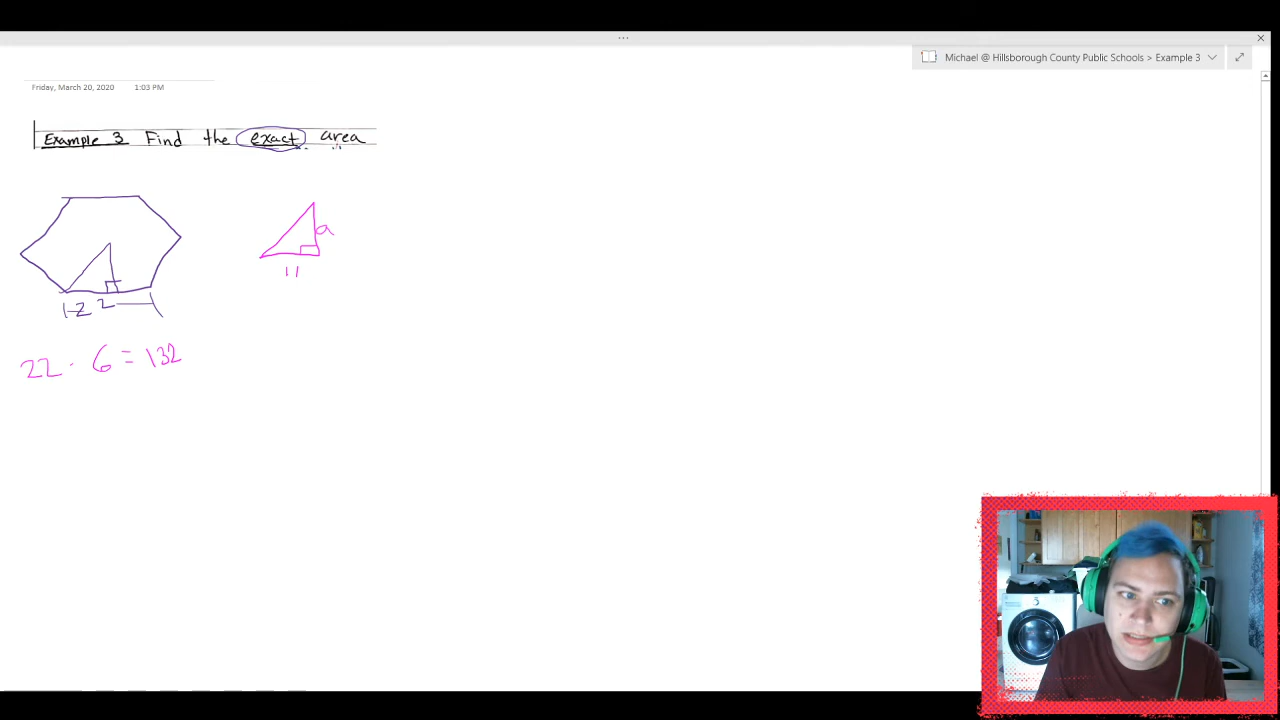 Michael @ Hillsborough County Public Schools > Example 3
Friday, March 20, 2020 1:03 PM
Example 3 Find the exact area
a
11
22
22 · 6 = 132